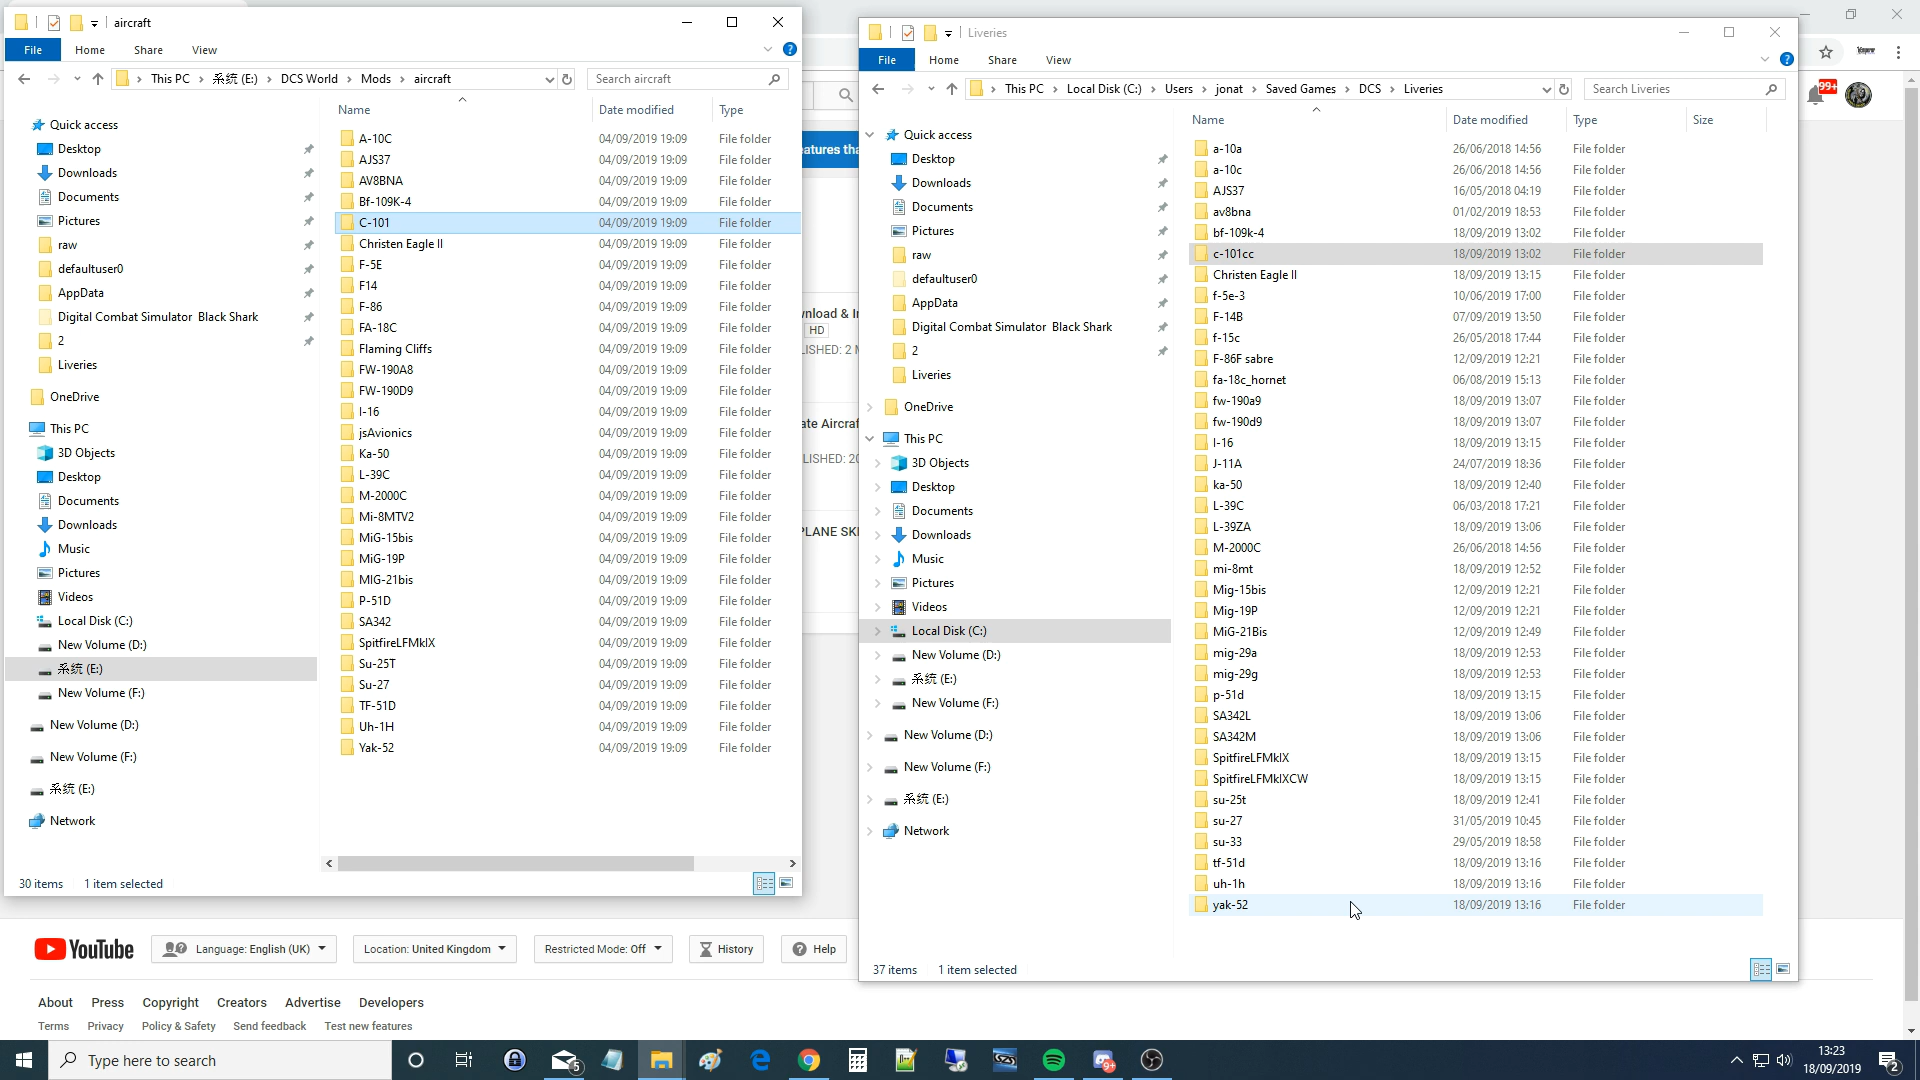 aircraft
File Home Share View
This PC › 系统 (E:) › DCS World › Mods › aircraft
Search aircraft
Name Date modified Type
Quick access
Desktop
Downloads
Documents
Pictures
raw
defaultuser0
AppData
Digital Combat Simulator Black Shark
2
Liveries
OneDrive
This PC
3D Objects
Desktop
Documents
Downloads
Music
Pictures
Videos
Local Disk (C:)
New Volume (D:)
系统 (E:)
New Volume (F:)
New Volume (D:)
New Volume (F:)
系统 (E:)
Network
A-10C 04/09/2019 19:09 File folder
AJS37 04/09/2019 19:09 File folder
AV8BNA 04/09/2019 19:09 File folder
Bf-109K-4 04/09/2019 19:09 File folder
C-101 04/09/2019 19:09 File folder
Christen Eagle II 04/09/2019 19:09 File folder
F-5E 04/09/2019 19:09 File folder
F14 04/09/2019 19:09 File folder
F-86 04/09/2019 19:09 File folder
FA-18C 04/09/2019 19:09 File folder
Flaming Cliffs 04/09/2019 19:09 File folder
FW-190A8 04/09/2019 19:09 File folder
FW-190D9 04/09/2019 19:09 File folder
I-16 04/09/2019 19:09 File folder
jsAvionics 04/09/2019 19:09 File folder
Ka-50 04/09/2019 19:09 File folder
L-39C 04/09/2019 19:09 File folder
M-2000C 04/09/2019 19:09 File folder
Mi-8MTV2 04/09/2019 19:09 File folder
MiG-15bis 04/09/2019 19:09 File folder
MiG-19P 04/09/2019 19:09 File folder
MIG-21bis 04/09/2019 19:09 File folder
P-51D 04/09/2019 19:09 File folder
SA342 04/09/2019 19:09 File folder
SpitfireLFMkIX 04/09/2019 19:09 File folder
Su-25T 04/09/2019 19:09 File folder
Su-27 04/09/2019 19:09 File folder
TF-51D 04/09/2019 19:09 File folder
Uh-1H 04/09/2019 19:09 File folder
Yak-52 04/09/2019 19:09 File folder
30 items 1 item selected
Liveries
File Home Share View
This PC › Local Disk (C:) › Users › jonat › Saved Games › DCS › Liveries
Search Liveries
Name Date modified Type Size
Quick access
Desktop
Downloads
Documents
Pictures
raw
defaultuser0
AppData
Digital Combat Simulator Black Shark
2
Liveries
OneDrive
This PC
3D Objects
Desktop
Documents
Downloads
Music
Pictures
Videos
Local Disk (C:)
New Volume (D:)
系统 (E:)
New Volume (F:)
New Volume (D:)
New Volume (F:)
系统 (E:)
Network
a-10a 26/06/2018 14:56 File folder
a-10c 26/06/2018 14:56 File folder
AJS37 16/05/2018 04:19 File folder
av8bna 01/02/2019 18:53 File folder
bf-109k-4 18/09/2019 13:02 File folder
c-101cc 18/09/2019 13:02 File folder
Christen Eagle II 18/09/2019 13:15 File folder
f-5e-3 10/06/2019 17:00 File folder
F-14B 07/09/2019 13:50 File folder
f-15c 26/05/2018 17:44 File folder
F-86F sabre 12/09/2019 12:21 File folder
fa-18c_hornet 06/08/2019 15:13 File folder
fw-190a9 18/09/2019 13:07 File folder
fw-190d9 18/09/2019 13:07 File folder
I-16 18/09/2019 13:15 File folder
J-11A 24/07/2019 18:36 File folder
ka-50 18/09/2019 12:40 File folder
L-39C 06/03/2018 17:21 File folder
L-39ZA 18/09/2019 13:06 File folder
M-2000C 26/06/2018 14:56 File folder
mi-8mt 18/09/2019 12:52 File folder
Mig-15bis 12/09/2019 12:21 File folder
Mig-19P 12/09/2019 12:21 File folder
MiG-21Bis 12/09/2019 12:49 File folder
mig-29a 18/09/2019 12:53 File folder
mig-29g 18/09/2019 12:53 File folder
p-51d 18/09/2019 13:15 File folder
SA342L 18/09/2019 13:06 File folder
SA342M 18/09/2019 13:06 File folder
SpitfireLFMkIX 18/09/2019 13:15 File folder
SpitfireLFMkIXCW 18/09/2019 13:15 File folder
su-25t 18/09/2019 12:41 File folder
su-27 31/05/2019 10:45 File folder
su-33 29/05/2019 18:58 File folder
tf-51d 18/09/2019 13:16 File folder
uh-1h 18/09/2019 13:16 File folder
yak-52 18/09/2019 13:16 File folder
37 items 1 item selected
99+
HD
YouTube Language: English (UK) Location: United Kingdom Restricted Mode: Off History Help
About Press Copyright Creators Advertise Developers
Terms Privacy Policy & Safety Send feedback Test new features
Type here to search
5
9+
13:23
18/09/2019
2